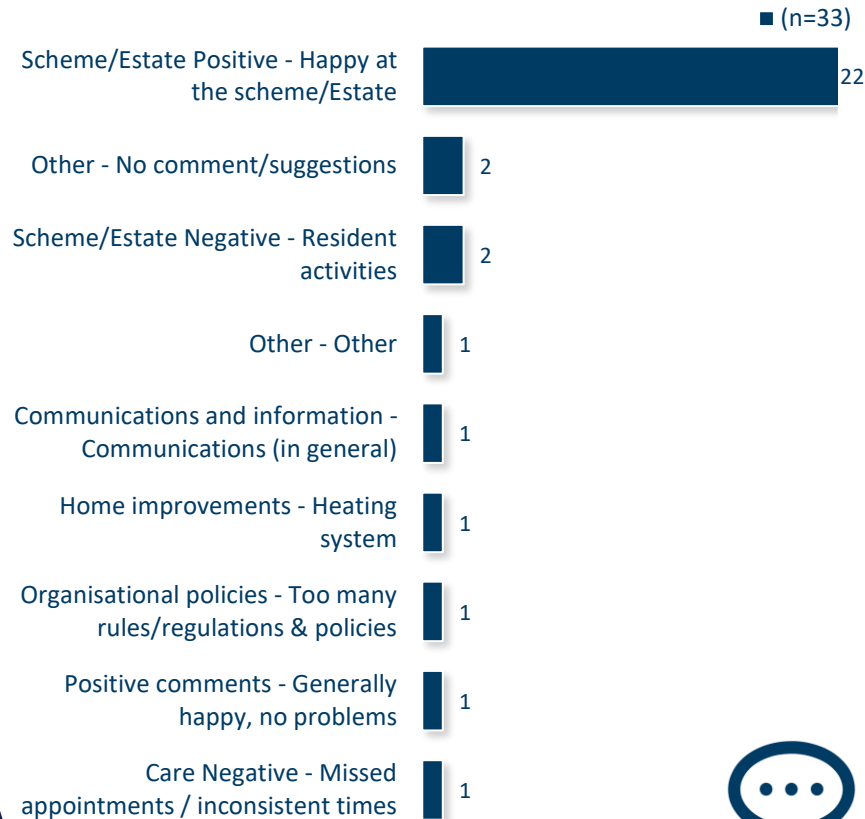 (n=33)
Scheme/Estate Positive - Happy at
the scheme/Estate
22
Other - No comment/suggestions
2
Scheme/Estate Negative - Resident
activities
2
Other - Other
1
Communications and information -
Communications (in general)
1
Home improvements - Heating
system
1
Organisational policies - Too many
rules/regulations & policies
1
Positive comments - Generally
happy, no problems
1
Care Negative - Missed
appointments / inconsistent times
1